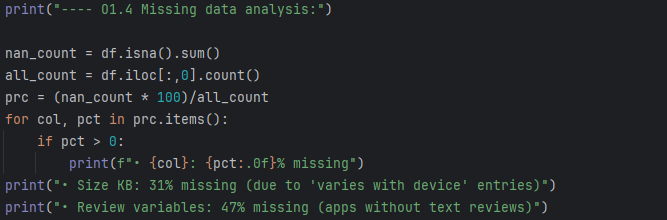 print("---- O1.4 Missing data analysis:")
nan_count = df.isna().sum()
all_count = df.iloc[:,0].count()
prc = (nan_count * 100)/all_count
for col, pct in prc.items():
    if pct > 0:
        print(f"• {col}: {pct:.0f}% missing")
print("• Size KB: 31% missing (due to 'varies with device' entries)")
print("• Review variables: 47% missing (apps without text reviews)")